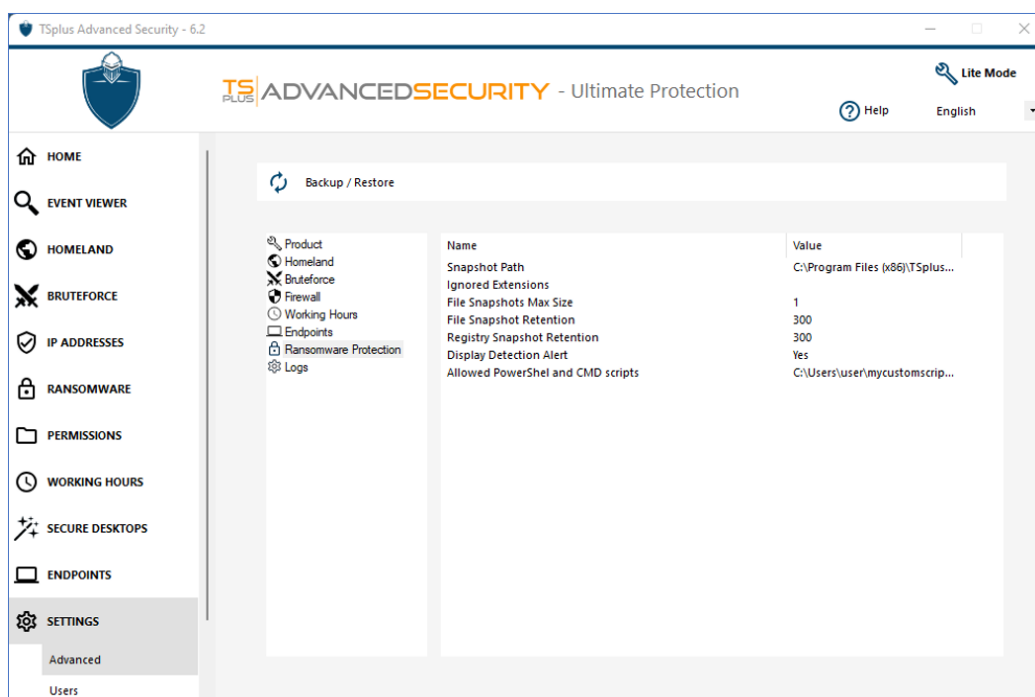 TSplus Advanced Security - 6.2
TS PLUS ADVANCEDSECURITY - Ultimate Protection
Lite Mode
Help
English
HOME
EVENT VIEWER
HOMELAND
BRUTEFORCE
IP ADDRESSES
RANSOMWARE
PERMISSIONS
WORKING HOURS
SECURE DESKTOPS
ENDPOINTS
SETTINGS
Advanced
Users
Backup / Restore
Product
Homeland
Bruteforce
Firewall
Working Hours
Endpoints
Ransomware Protection
Logs
Name Value
Snapshot Path C:\Program Files (x86)\TSplus...
Ignored Extensions
File Snapshots Max Size 1
File Snapshot Retention 300
Registry Snapshot Retention 300
Display Detection Alert Yes
Allowed PowerShel and CMD scripts C:\Users\user\mycustomscrip...